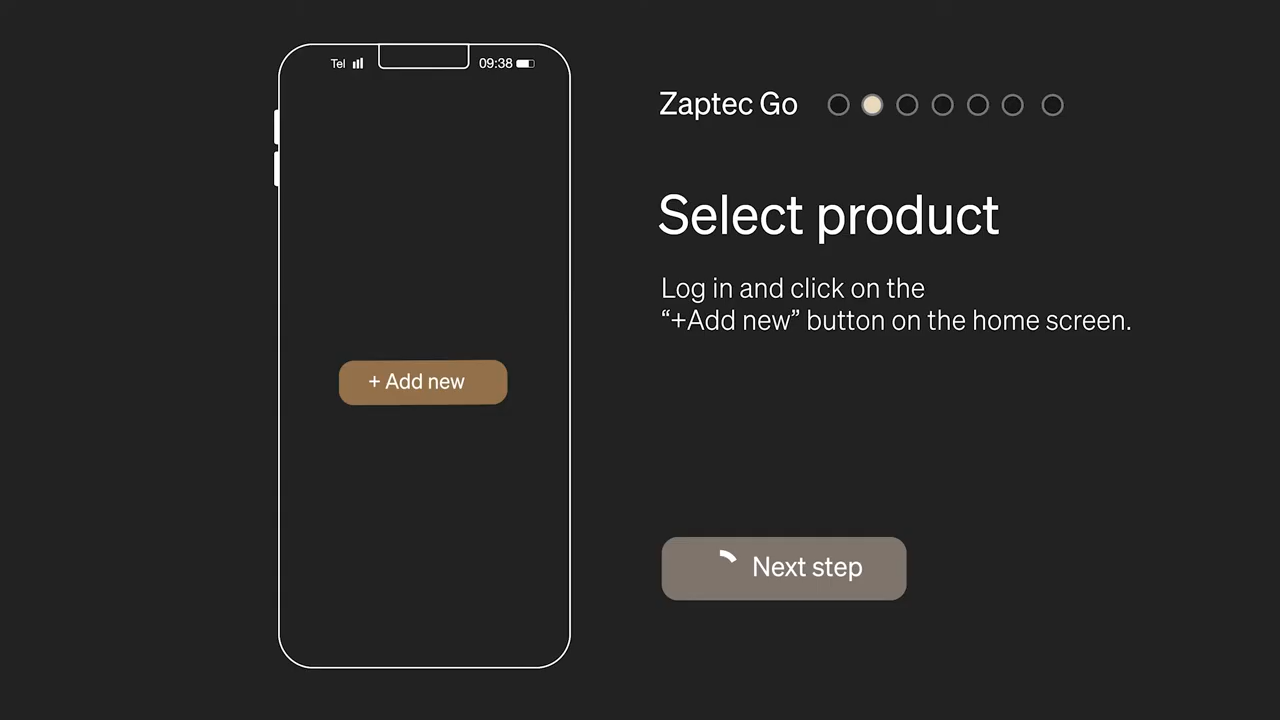 Tel 09:38
+ Add new
Zaptec Go
Select product
Log in and click on the
“+Add new” button on the home screen.
Next step